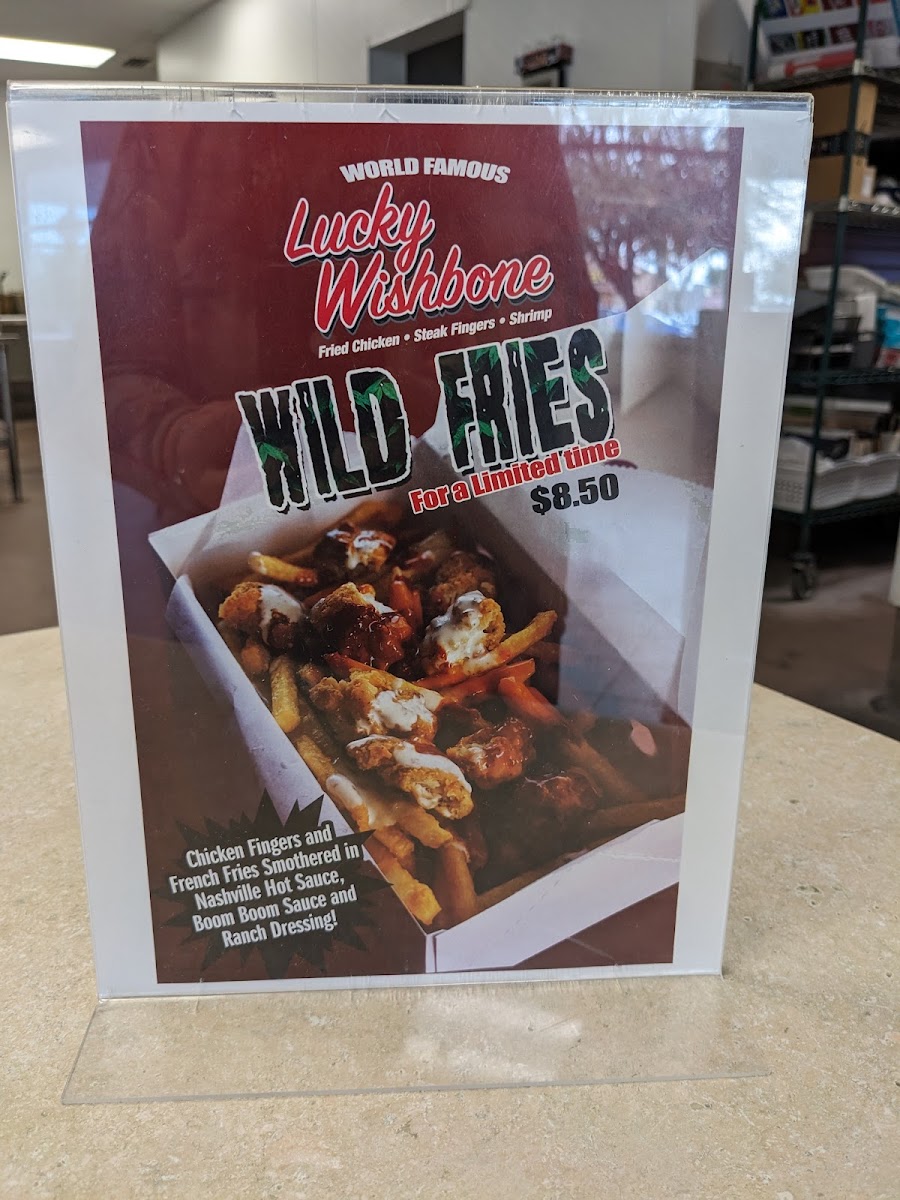 WORLD FAMOUS
Lucky
Wishbone
Fried Chicken • Steak Fingers • Shrimp
WILD FRIES
For a Limited time
$8.50
Chicken Fingers and
French Fries Smothered in
Nashville Hot Sauce,
Boom Boom Sauce and
Ranch Dressing!